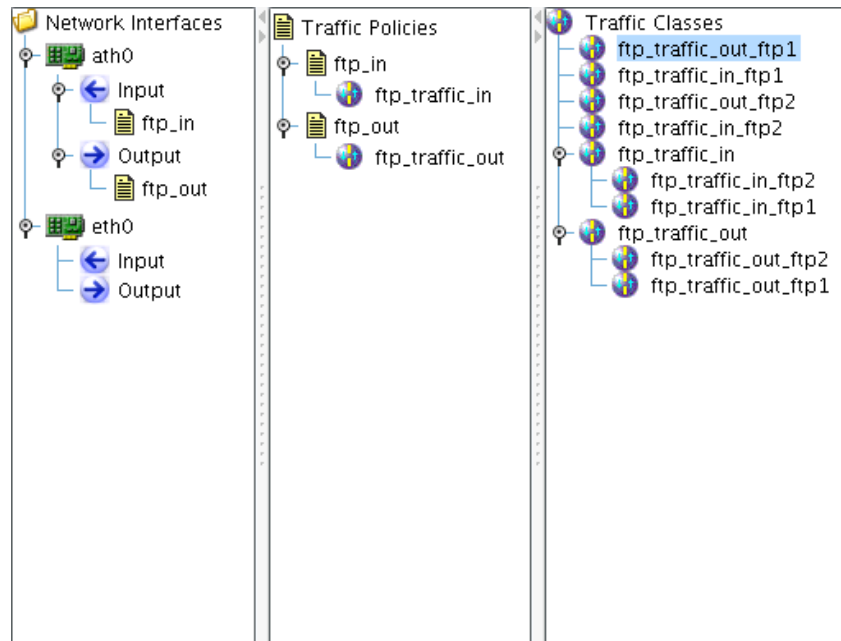 Network Interfaces
ath0
Input
ftp_in
Output
ftp_out
eth0
Input
Output
Traffic Policies
ftp_in
ftp_traffic_in
ftp_out
ftp_traffic_out
Traffic Classes
ftp_traffic_out_ftp1
ftp_traffic_in_ftp1
ftp_traffic_out_ftp2
ftp_traffic_in_ftp2
ftp_traffic_in
ftp_traffic_in_ftp2
ftp_traffic_in_ftp1
ftp_traffic_out
ftp_traffic_out_ftp2
ftp_traffic_out_ftp1